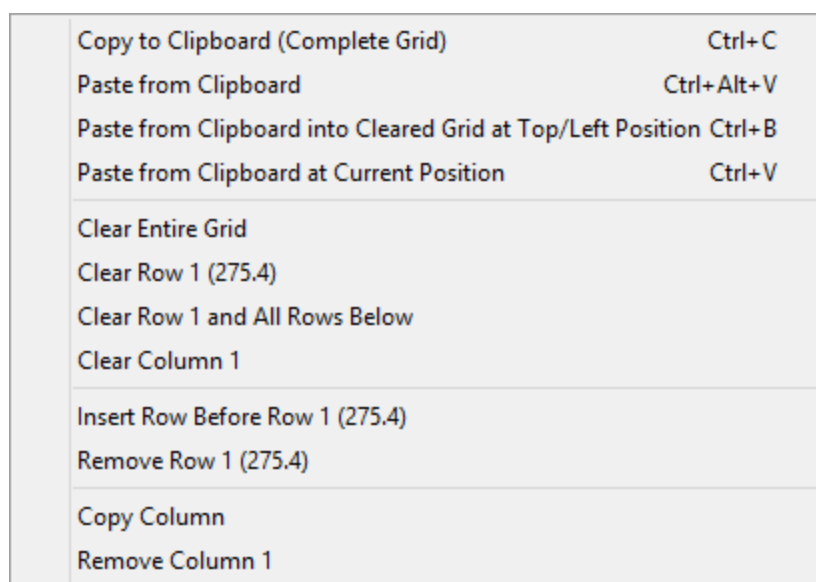 Copy to Clipboard (Complete Grid) Ctrl+C
Paste from Clipboard Ctrl+Alt+V
Paste from Clipboard into Cleared Grid at Top/Left Position Ctrl+B
Paste from Clipboard at Current Position Ctrl+V
Clear Entire Grid
Clear Row 1 (275.4)
Clear Row 1 and All Rows Below
Clear Column 1
Insert Row Before Row 1 (275.4)
Remove Row 1 (275.4)
Copy Column
Remove Column 1